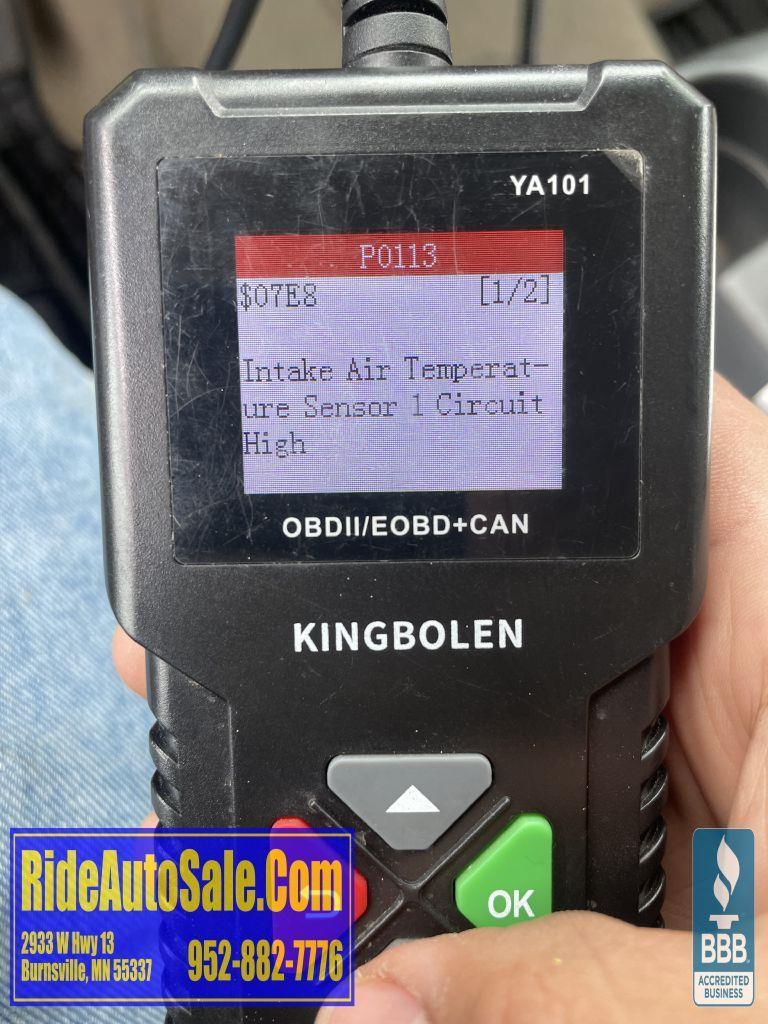 YA101
P0113
$07E8 [1/2]
Intake Air Temperat-
ure Sensor 1 Circuit
High
OBDII/EOBD+CAN
KINGBOLEN
OK
RideAutoSale.Com
2933 W Hwy 13
Burnsville, MN 55337
952-882-7776
BBB
ACCREDITED
BUSINESS